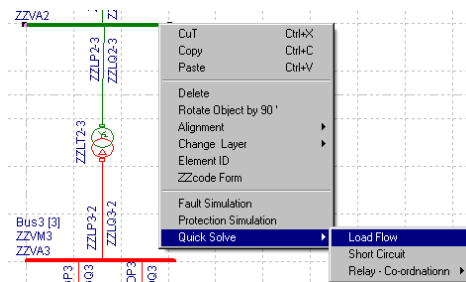 ZZVA2
ZZLP2-3
ZZLQ2-3
ZZLT2-3
ZZLP3-2
ZZLQ3-2
Bus3 [3]
ZZVM3
ZZVA3
CuT Ctrl+X
Copy Ctrl+C
Paste Ctrl+V
Delete
Rotate Object by 90 '
Alignment
Change Layer
Element ID
ZZcode Form
Fault Simulation
Protection Simulation
Quick Solve
Load Flow
Short Circuit
Relay - Co-ordnationn